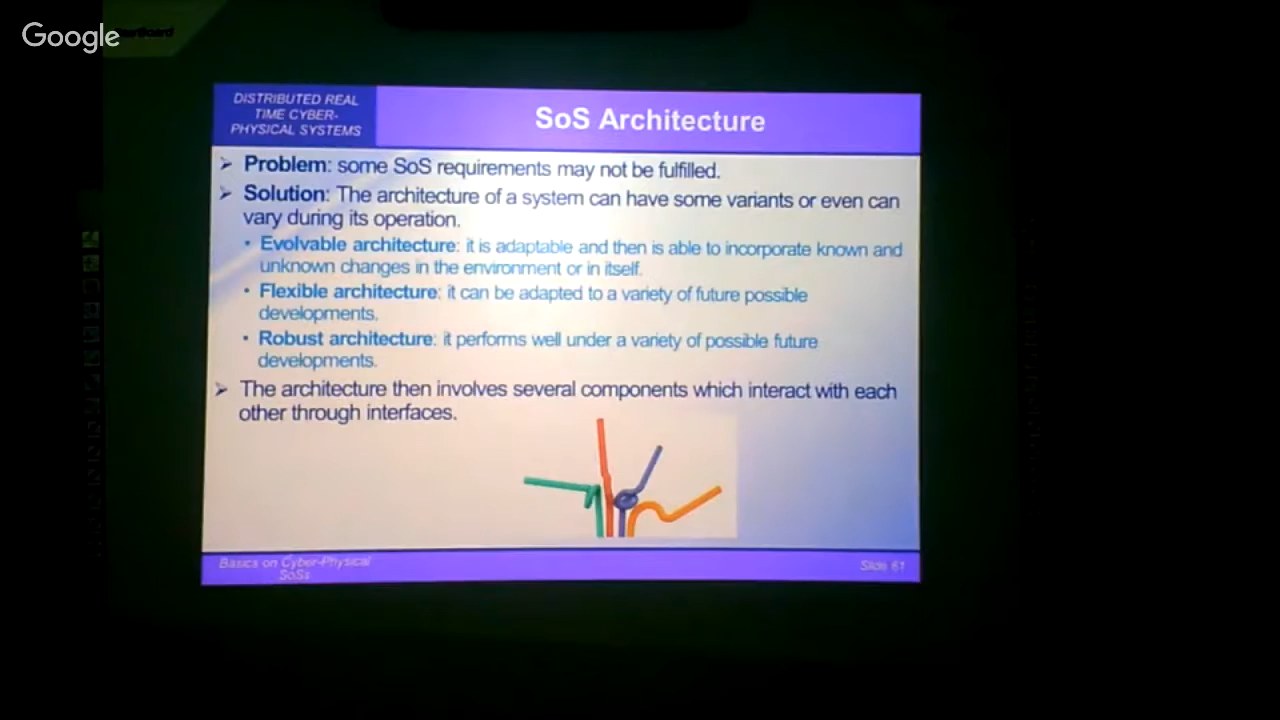 Google
DISTRIBUTED REAL
TIME CYBER-
PHYSICAL SYSTEMS
SoS Architecture
➢ Problem: some SoS requirements may not be fulfilled.
➢ Solution: The architecture of a system can have some variants or even can
vary during its operation.
• Evolvable architecture: it is adaptable and then is able to incorporate known and
unknown changes in the environment or in itself.
• Flexible architecture: it can be adapted to a variety of future possible
developments.
• Robust architecture: it performs well under a variety of possible future
developments.
➢ The architecture then involves several components which interact with each
other through interfaces.
Basics on Cyber-Physical
SoSs
Slide 61